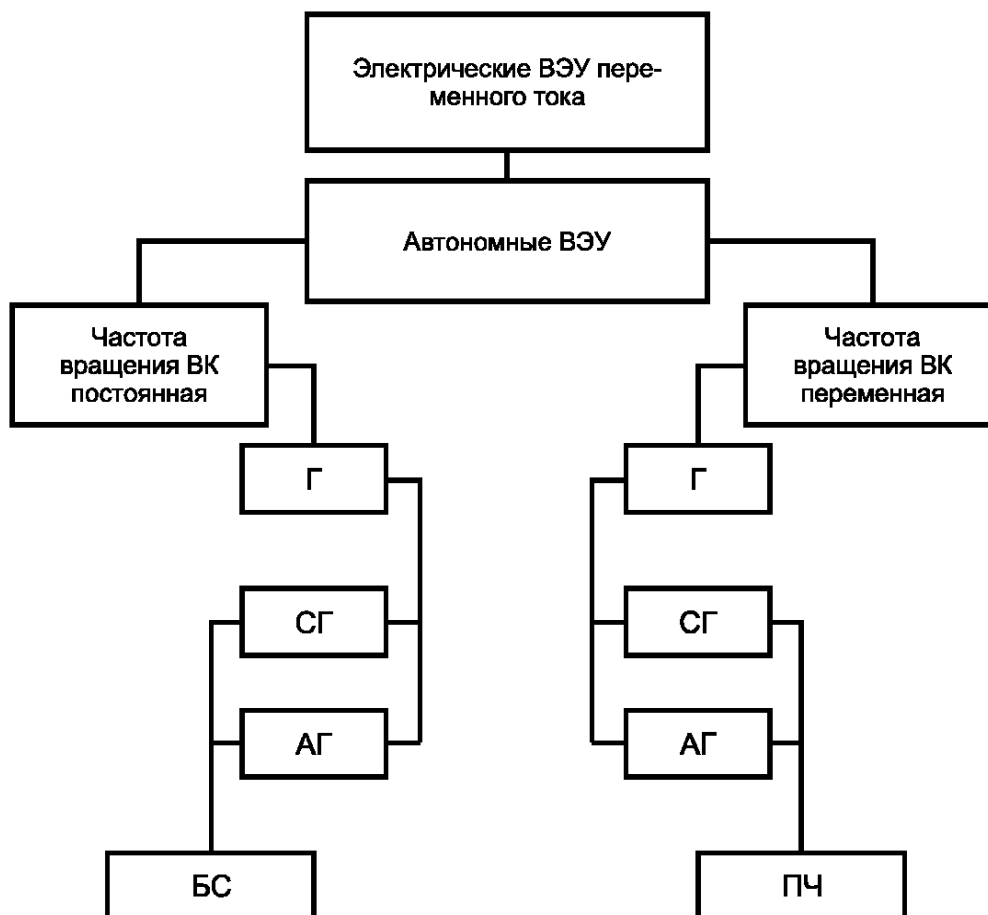 Электрические ВЭУ пере-
менного тока
Автономные ВЭУ
Частота
вращения ВК
постоянная
Частота
вращения ВК
переменная
Г
Г
СГ
СГ
АГ
АГ
БС
ПЧ